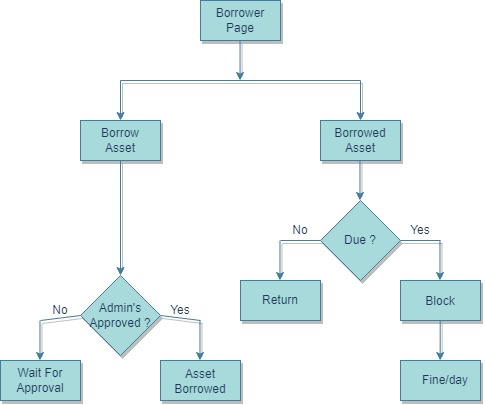 Borrower
Page
Borrow
Asset
Borrowed
Asset
No
Due ?
Yes
Return
Block
No
Admin's
Approved ?
Yes
Wait For
Approval
Asset
Borrowed
Fine/day